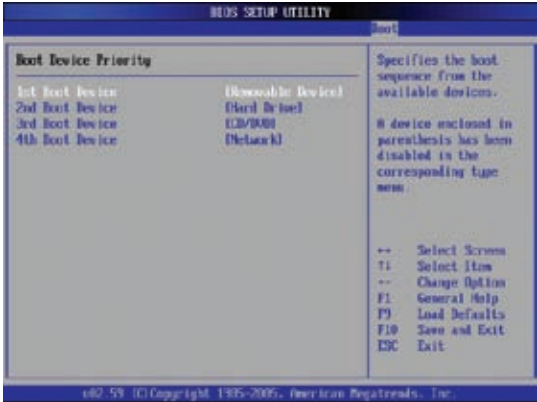 BIOS SETUP UTILITY
Boot
Boot Device Priority
1st Boot Device [Removable Device]
2nd Boot Device [Hard Drive]
3rd Boot Device [CD/DVD]
4th Boot Device [Network]
Specifies the boot
sequence from the
available devices.
A device enclosed in
parenthesis has been
disabled in the
corresponding type
menu.
↔ Select Screen
↑↓ Select Item
+- Change Option
F1 General Help
F9 Load Defaults
F10 Save and Exit
ESC Exit
v02.59 (C)Copyright 1985-2005, American Megatrends, Inc.